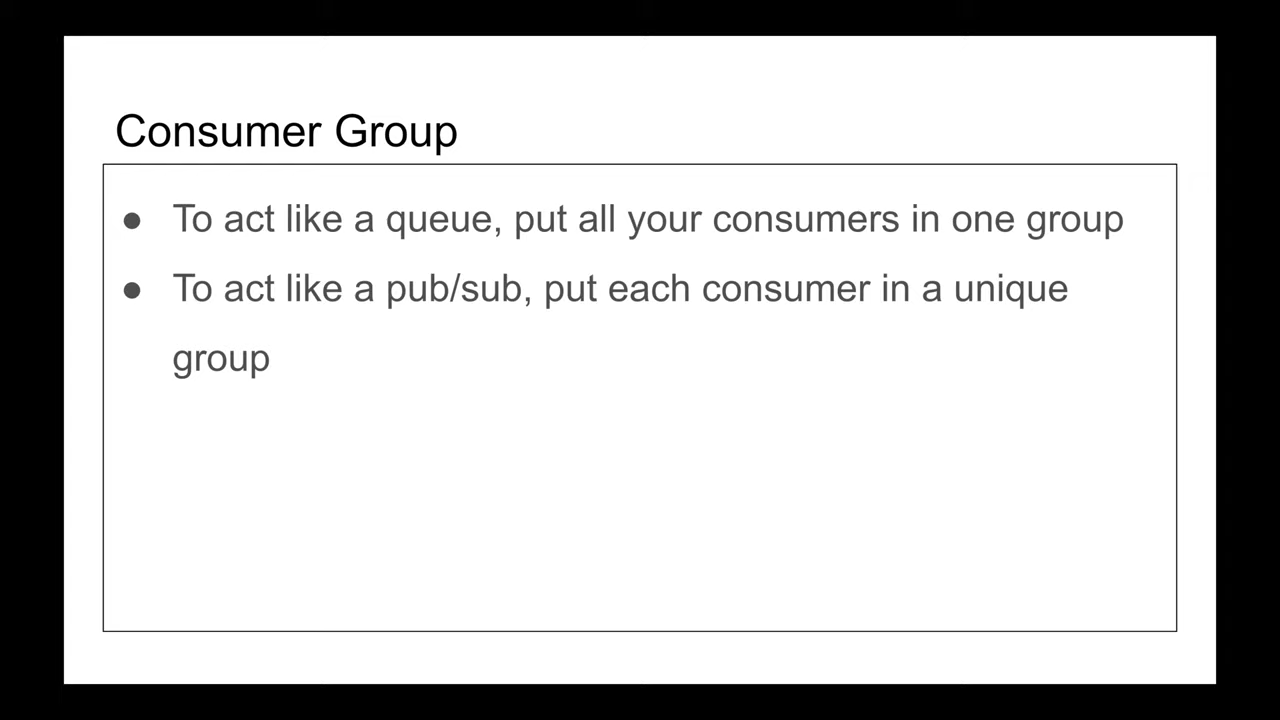 Consumer Group
● To act like a queue, put all your consumers in one group
● To act like a pub/sub, put each consumer in a unique
group